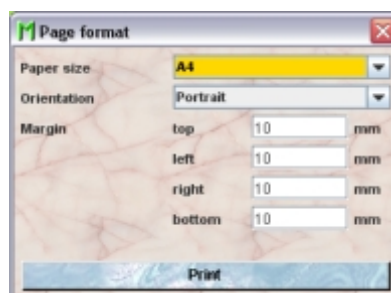 Page format
Paper size A4
Orientation Portrait
Margin top 10 mm
left 10 mm
right 10 mm
bottom 10 mm
Print